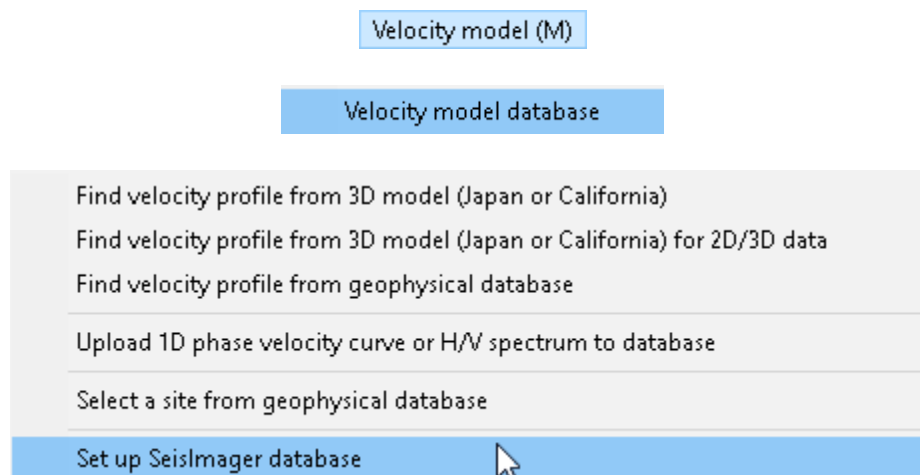 Velocity model (M)
Velocity model database
Find velocity profile from 3D model (Japan or California)
Find velocity profile from 3D model (Japan or California) for 2D/3D data
Find velocity profile from geophysical database
Upload 1D phase velocity curve or H/V spectrum to database
Select a site from geophysical database
Set up SeisImager database